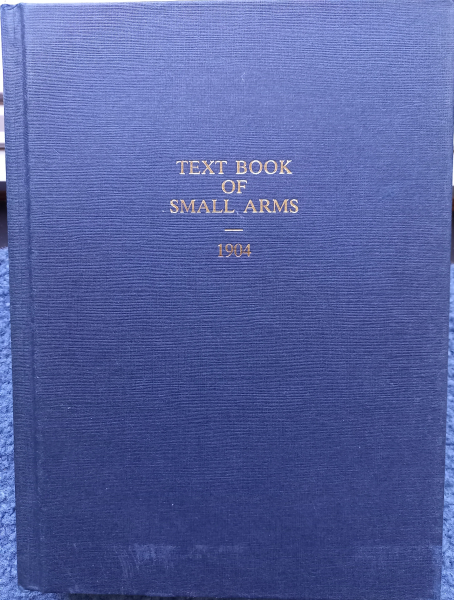 TEXT BOOK
OF
SMALL ARMS
1904